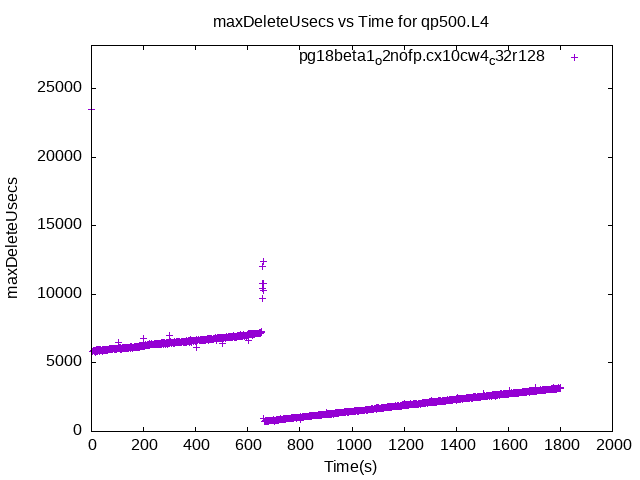 maxDeleteUsecs vs Time for qp500.L4
pg18beta1o2nofp.cx10cw4c32r128
25000
20000
15000
10000
5000
0
maxDeleteUsecs
0 200 400 600 800 1000 1200 1400 1600 1800 2000
Time(s)